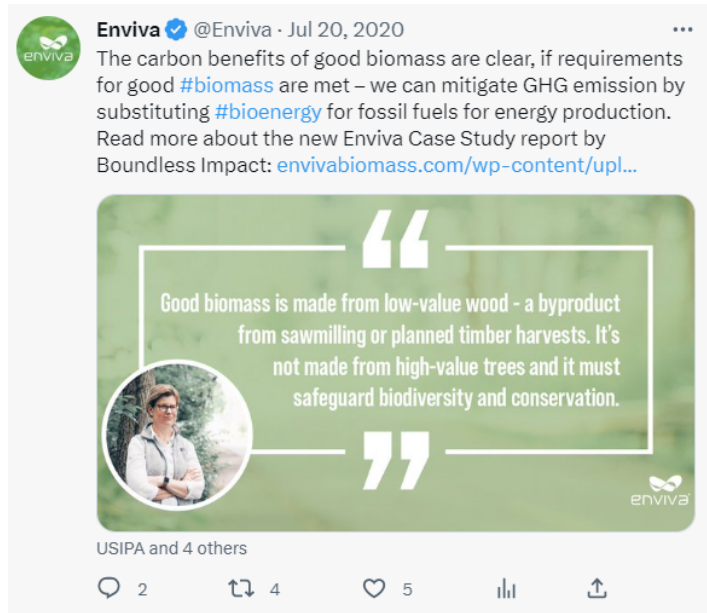 Enviva @Enviva · Jul 20, 2020
enviva
The carbon benefits of good biomass are clear, if requirements
for good #biomass are met – we can mitigate GHG emission by
substituting #bioenergy for fossil fuels for energy production.
Read more about the new Enviva Case Study report by
Boundless Impact: envivabiomass.com/wp-content/upl...
“
Good biomass is made from low-value wood - a byproduct
from sawmilling or planned timber harvests. It's
not made from high-value trees and it must
safeguard biodiversity and conservation.
”
enviva
USIPA and 4 others
2 4 5